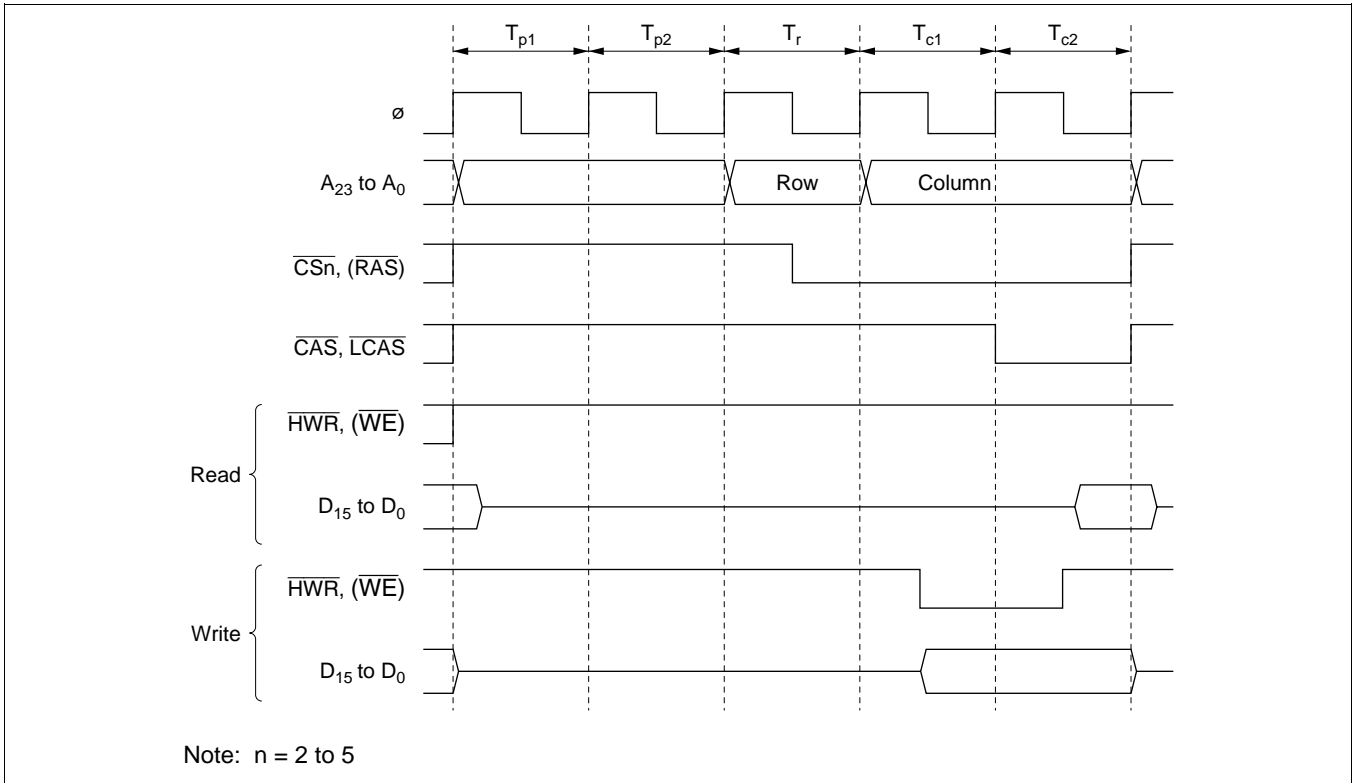 Tp1 Tp2 Tr Tc1 Tc2
ø
A23 to A0 Row Column
CSn, (RAS)
CAS, LCAS
HWR, (WE)
Read
D15 to D0
HWR, (WE)
Write
D15 to D0
Note: n = 2 to 5